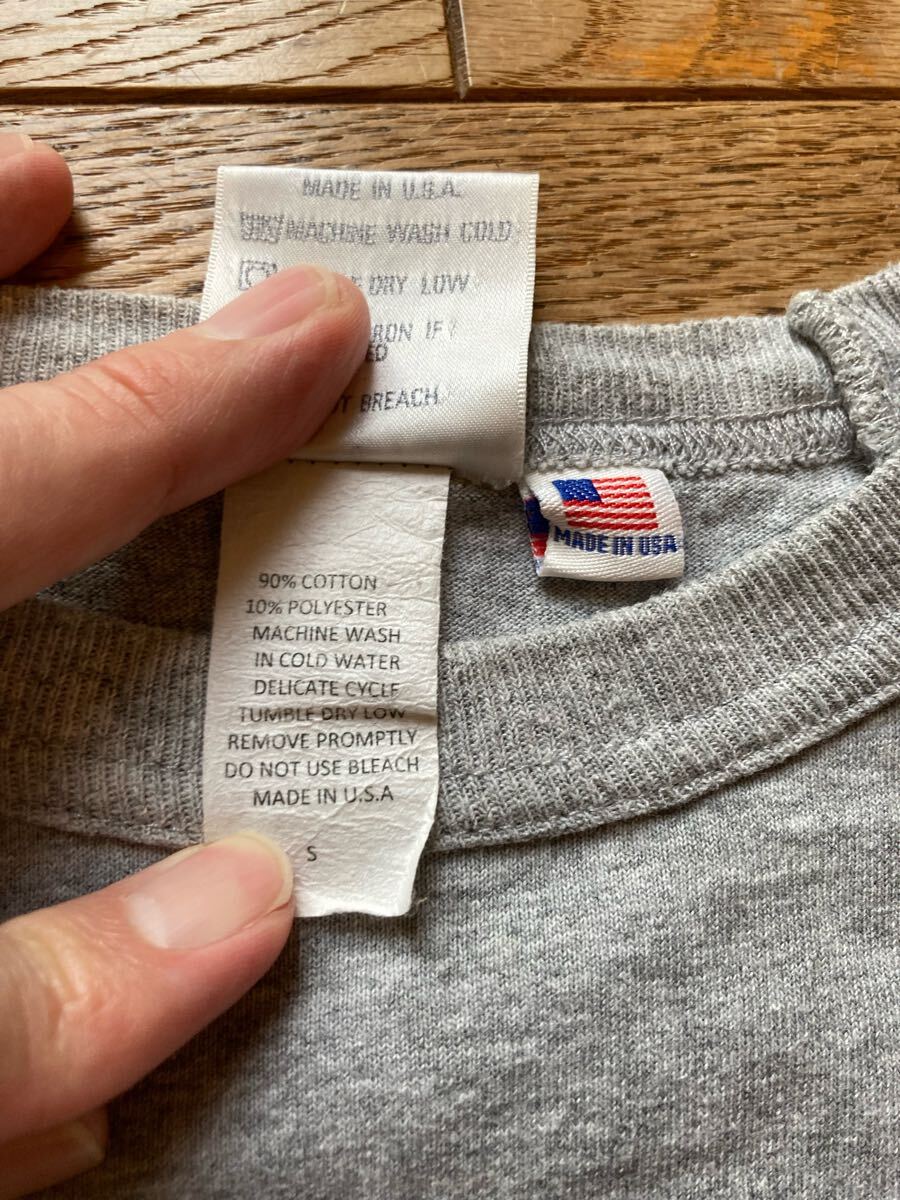 MADE IN U.S.A.
MACHINE WASH COLD
DRY LOW
IF
BREACH
MADE IN USA
90% COTTON
10% POLYESTER
MACHINE WASH
IN COLD WATER
DELICATE CYCLE
TUMBLE DRY LOW
REMOVE PROMPTLY
DO NOT USE BLEACH
MADE IN U.S.A
S